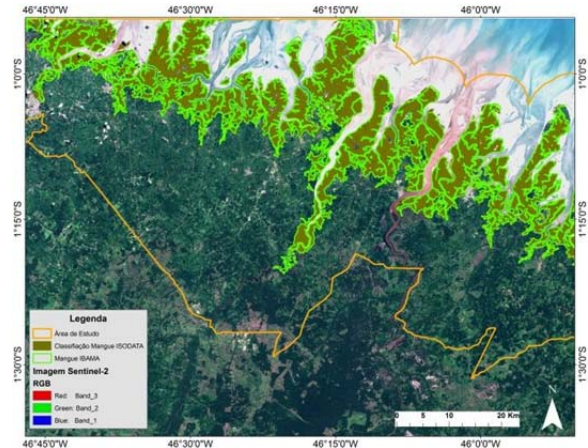 46°45'0"W 46°30'0"W 46°15'0"W 46°0'0"W
1°0'0"S 1°0'0"S
1°15'0"S 1°15'0"S
1°30'0"S 1°30'0"S
Legenda
Área de Estudo
Classifiação Mangue ISODATA
Mangue IBAMA
Imagem Sentinel-2
RGB
Red: Band_3
Green: Band_2
Blue: Band_1
N
0 5 10 20 Km
46°45'0"W 46°30'0"W 46°15'0"W 46°0'0"W